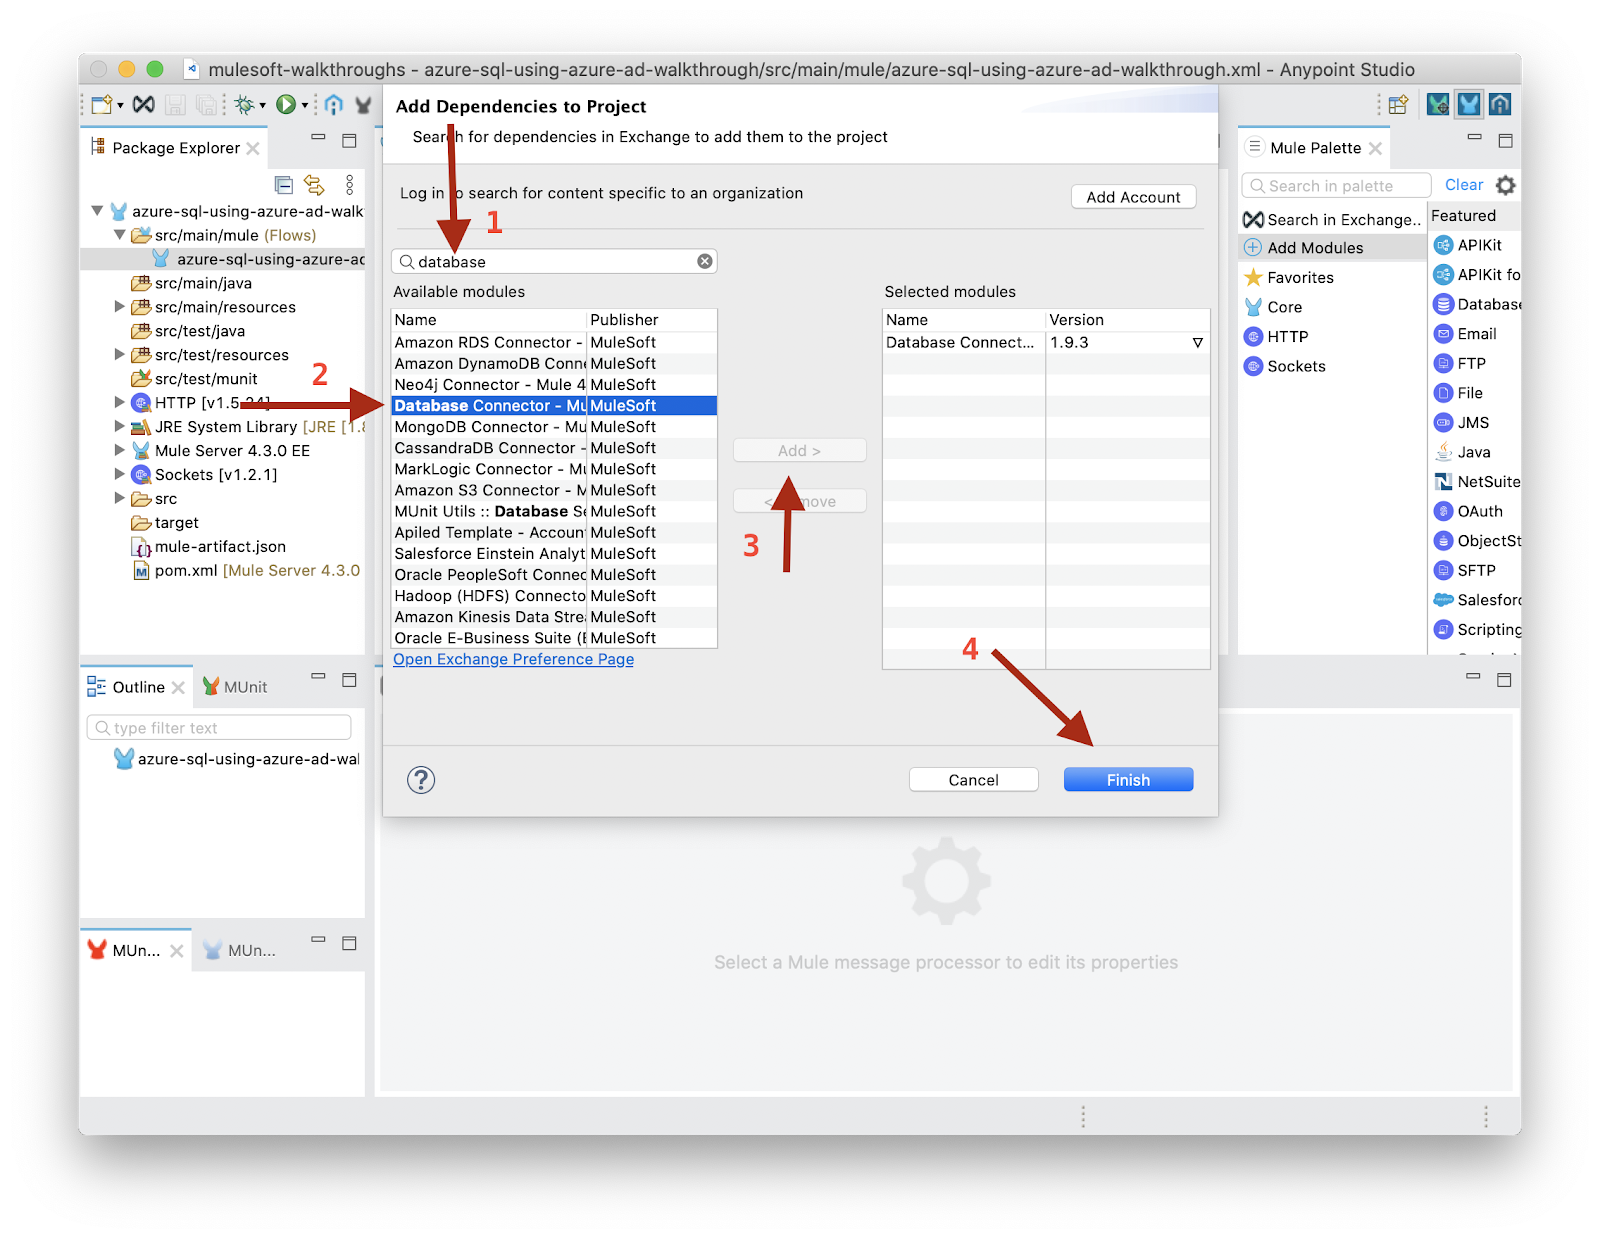 mulesoft-walkthroughs - azure-sql-using-azure-ad-walkthrough/src/main/mule/azure-sql-using-azure-ad-walkthrough.xml - Anypoint Studio
Package Explorer
azure-sql-using-azure-ad-walk
src/main/mule (Flows)
azure-sql-using-azure-ad
src/main/java
src/main/resources
src/test/java
src/test/resources
src/test/munit
HTTP [v1.5.24]
JRE System Library [JRE [1.8
Mule Server 4.3.0 EE
Sockets [v1.2.1]
src
target
mule-artifact.json
pom.xml [Mule Server 4.3.0
Outline
MUnit
type filter text
azure-sql-using-azure-ad-wal
MUn...
MUn...
Add Dependencies to Project
Search for dependencies in Exchange to add them to the project
Log in to search for content specific to an organization
Add Account
1
database
Available modules
Name Publisher
Amazon RDS Connector - MuleSoft
Amazon DynamoDB Conne MuleSoft
Neo4j Connector - Mule 4 MuleSoft
Database Connector - Mu MuleSoft
MongoDB Connector - Mu MuleSoft
CassandraDB Connector - MuleSoft
MarkLogic Connector - Mu MuleSoft
Amazon S3 Connector - M MuleSoft
MUnit Utils :: Database Se MuleSoft
Apiled Template - Accoun MuleSoft
Salesforce Einstein Analyt MuleSoft
Oracle PeopleSoft Connec MuleSoft
Hadoop (HDFS) Connecto MuleSoft
Amazon Kinesis Data Strea MuleSoft
Oracle E-Business Suite (E MuleSoft
Open Exchange Preference Page
2
Add >
3
Selected modules
Name Version
Database Connect... 1.9.3
4
?
Cancel
Finish
Select a Mule message processor to edit its properties
Mule Palette
Search in palette
Clear
Search in Exchange..
Add Modules
Favorites
Core
HTTP
Sockets
Featured
APIKit
APIKit fo
Database
Email
FTP
File
JMS
Java
NetSuite
OAuth
ObjectSt
SFTP
Salesforc
Scripting